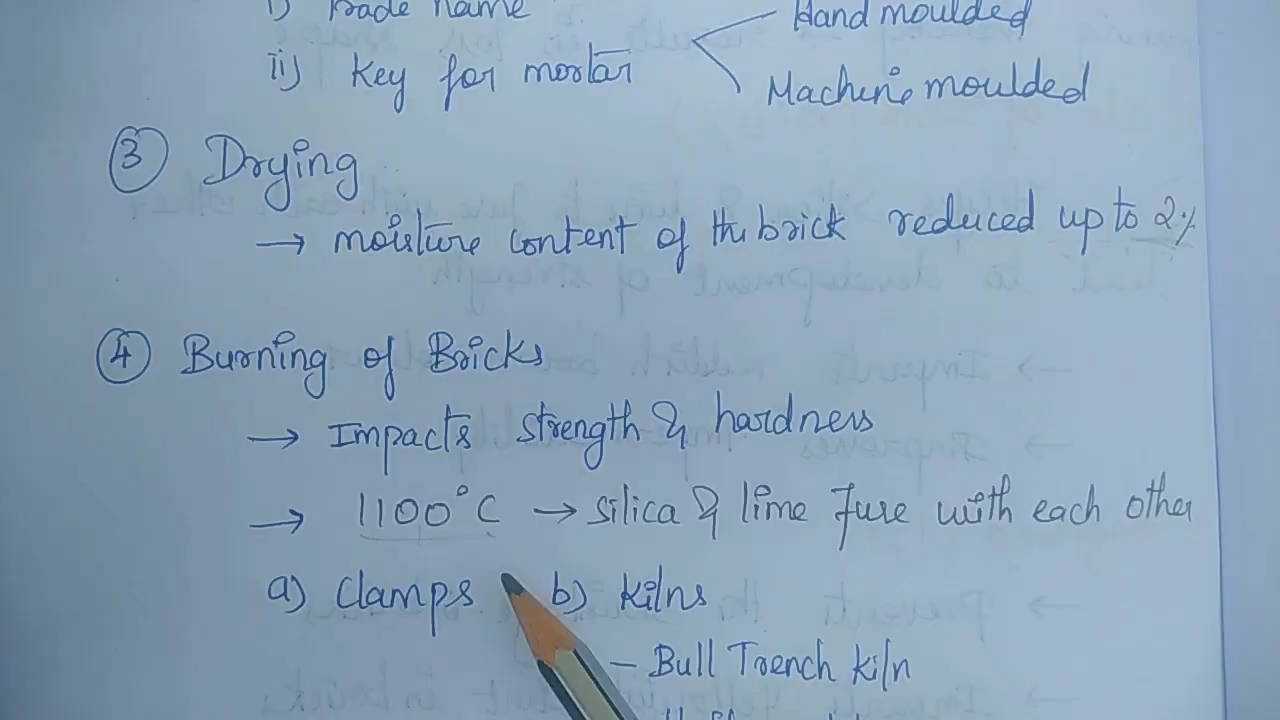 i) Trade name
Hand moulded
ii) Key for mortar
Machine moulded
3 Drying
→ moisture content of the brick reduced up to 2%
4 Burning of Bricks
→ Impacts strength & hardness
→ 1100°C → silica & lime fuse with each other
a) Clamps b) kilns
- Bull Trench kiln